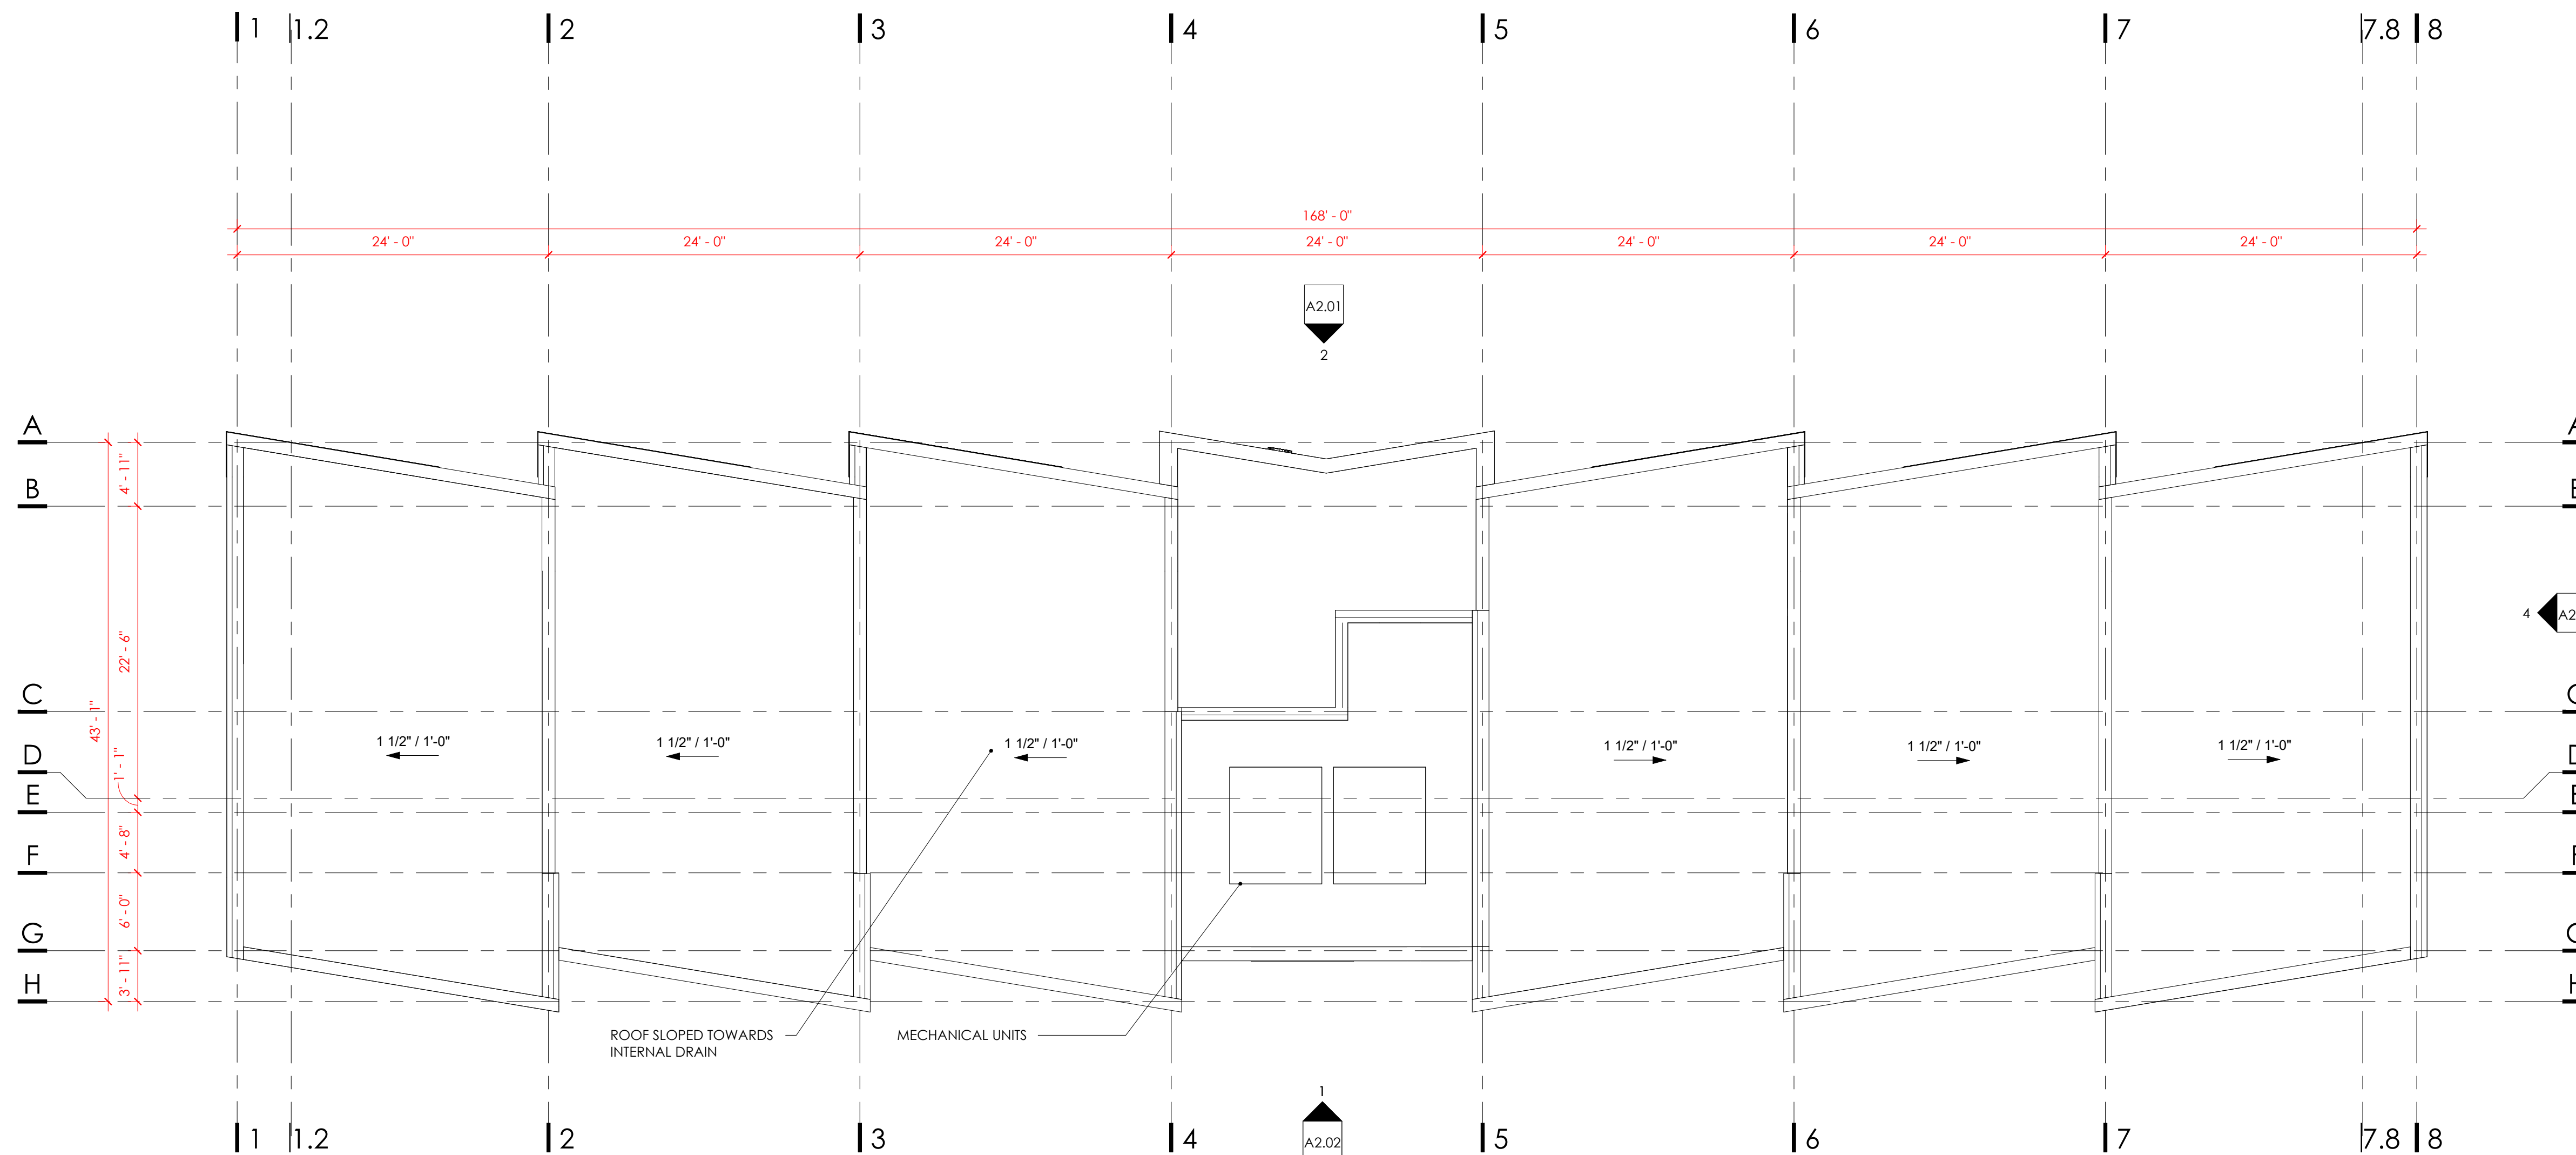 1 1.2 2 3 4 5 6 7 7.8 8
168' - 0"
24' - 0" 24' - 0" 24' - 0" 24' - 0" 24' - 0" 24' - 0" 24' - 0"
A2.01
2
A A
4' - 11"
B B
22' - 6"
4 A2
C C
43' - 1"
1 1/2" / 1'-0" 1 1/2" / 1'-0" 1 1/2" / 1'-0" 1 1/2" / 1'-0" 1 1/2" / 1'-0" 1 1/2" / 1'-0"
D D
1' - 1"
E E
4' - 8"
F F
6' - 0"
G G
3' - 11"
H H
ROOF SLOPED TOWARDS
INTERNAL DRAIN
MECHANICAL UNITS
1
A2.02
1 1.2 2 3 4 5 6 7 7.8 8